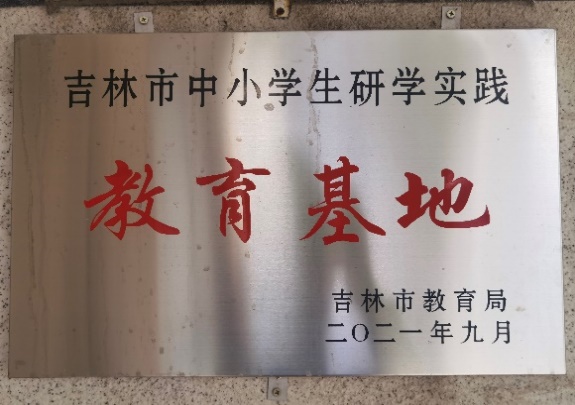 吉林市中小学生研学实践
教育基地
吉林市教育局
二〇二一年九月